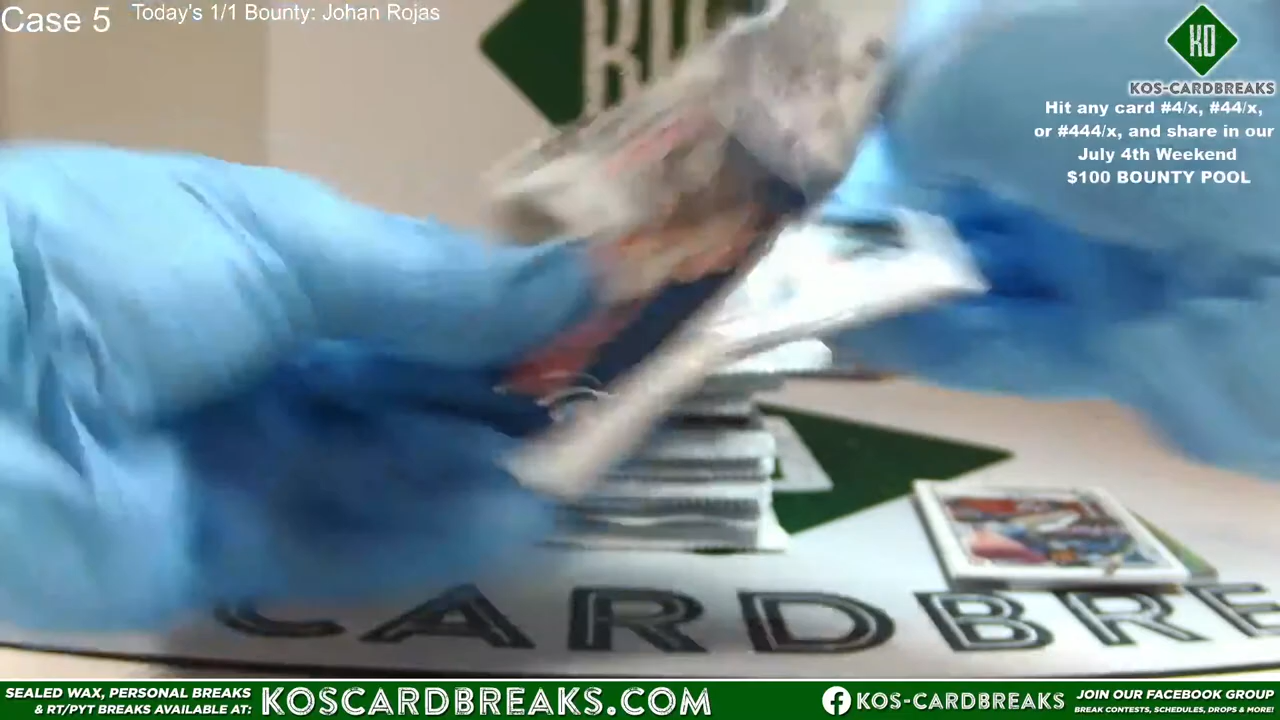 Case 5
Today's 1/1 Bounty: Johan Rojas
KO
KOS-CARDBREAKS
Hit any card #4/x, #44/x,
or #444/x, and share in our
July 4th Weekend
$100 BOUNTY POOL
CARDBRE
SEALED WAX, PERSONAL BREAKS
& RT/PYT BREAKS AVAILABLE AT:
KOSCARDBREAKS.COM
KOS-CARDBREAKS
JOIN OUR FACEBOOK GROUP
BREAK CONTESTS, SCHEDULES, DROPS & MORE!